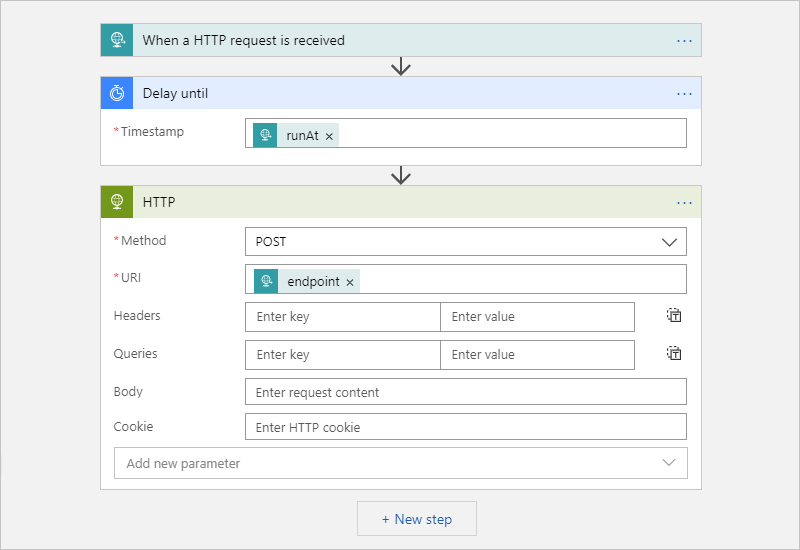 When a HTTP request is received ...
Delay until ...
*Timestamp runAt ×
HTTP ...
*Method POST
*URI endpoint ×
Headers Enter key Enter value T
Queries Enter key Enter value T
Body Enter request content
Cookie Enter HTTP cookie
Add new parameter
+ New step